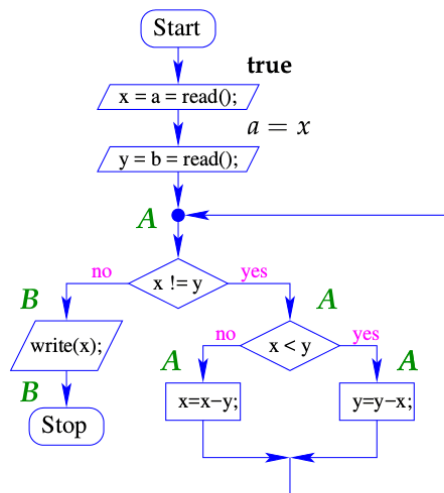 Start
true
x = a = read();
a = x
y = b = read();
A
no
x != y
yes
B
A
write(x);
no
x < y
yes
B
A
A
x=x−y;
y=y−x;
Stop